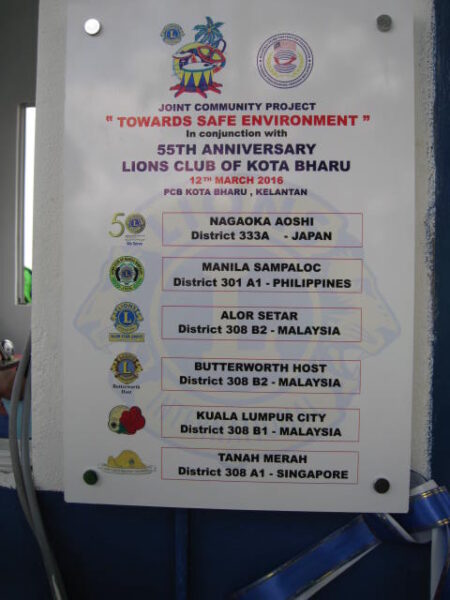 JOINT COMMUNITY PROJECT
" TOWARDS SAFE ENVIRONMENT "
In conjunction with
55TH ANNIVERSARY
LIONS CLUB OF KOTA BHARU
12TH MARCH 2016
PCB KOTA BHARU , KELANTAN
50
NAGAOKA AOSHI
District 333A - JAPAN
MANILA SAMPALOC
District 301 A1 - PHILIPPINES
ALOR SETAR
District 308 B2 - MALAYSIA
BUTTERWORTH HOST
District 308 B2 - MALAYSIA
Butterworth
Host
KUALA LUMPUR CITY
District 308 B1 - MALAYSIA
TANAH MERAH
District 308 A1 - SINGAPORE